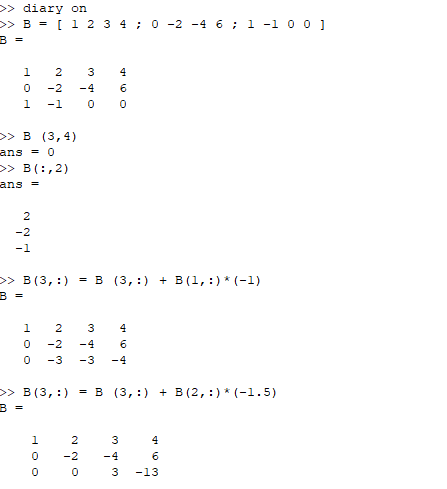 >> diary on
>> B = [ 1 2 3 4 ; 0 -2 -4 6 ; 1 -1 0 0 ]
B =
1 2 3 4
0 -2 -4 6
1 -1 0 0
>> B (3,4)
ans = 0
>> B(:,2)
ans =
2
-2
-1
>> B(3,:) = B (3,:) + B(1,:)*(-1)
B =
1 2 3 4
0 -2 -4 6
0 -3 -3 -4
>> B(3,:) = B (3,:) + B(2,:)*(-1.5)
B =
1 2 3 4
0 -2 -4 6
0 0 3 -13